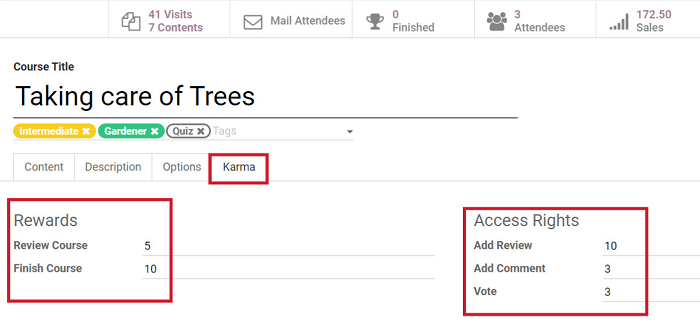 41 Visits
7 Contents
Mail Attendees
0
Finished
3
Attendees
172.50
Sales
Course Title
Taking care of Trees
Intermediate ✖ Gardener ✖ Quiz ✖ Tags
Content Description Options Karma
Rewards
Review Course 5
Finish Course 10
Access Rights
Add Review 10
Add Comment 3
Vote 3